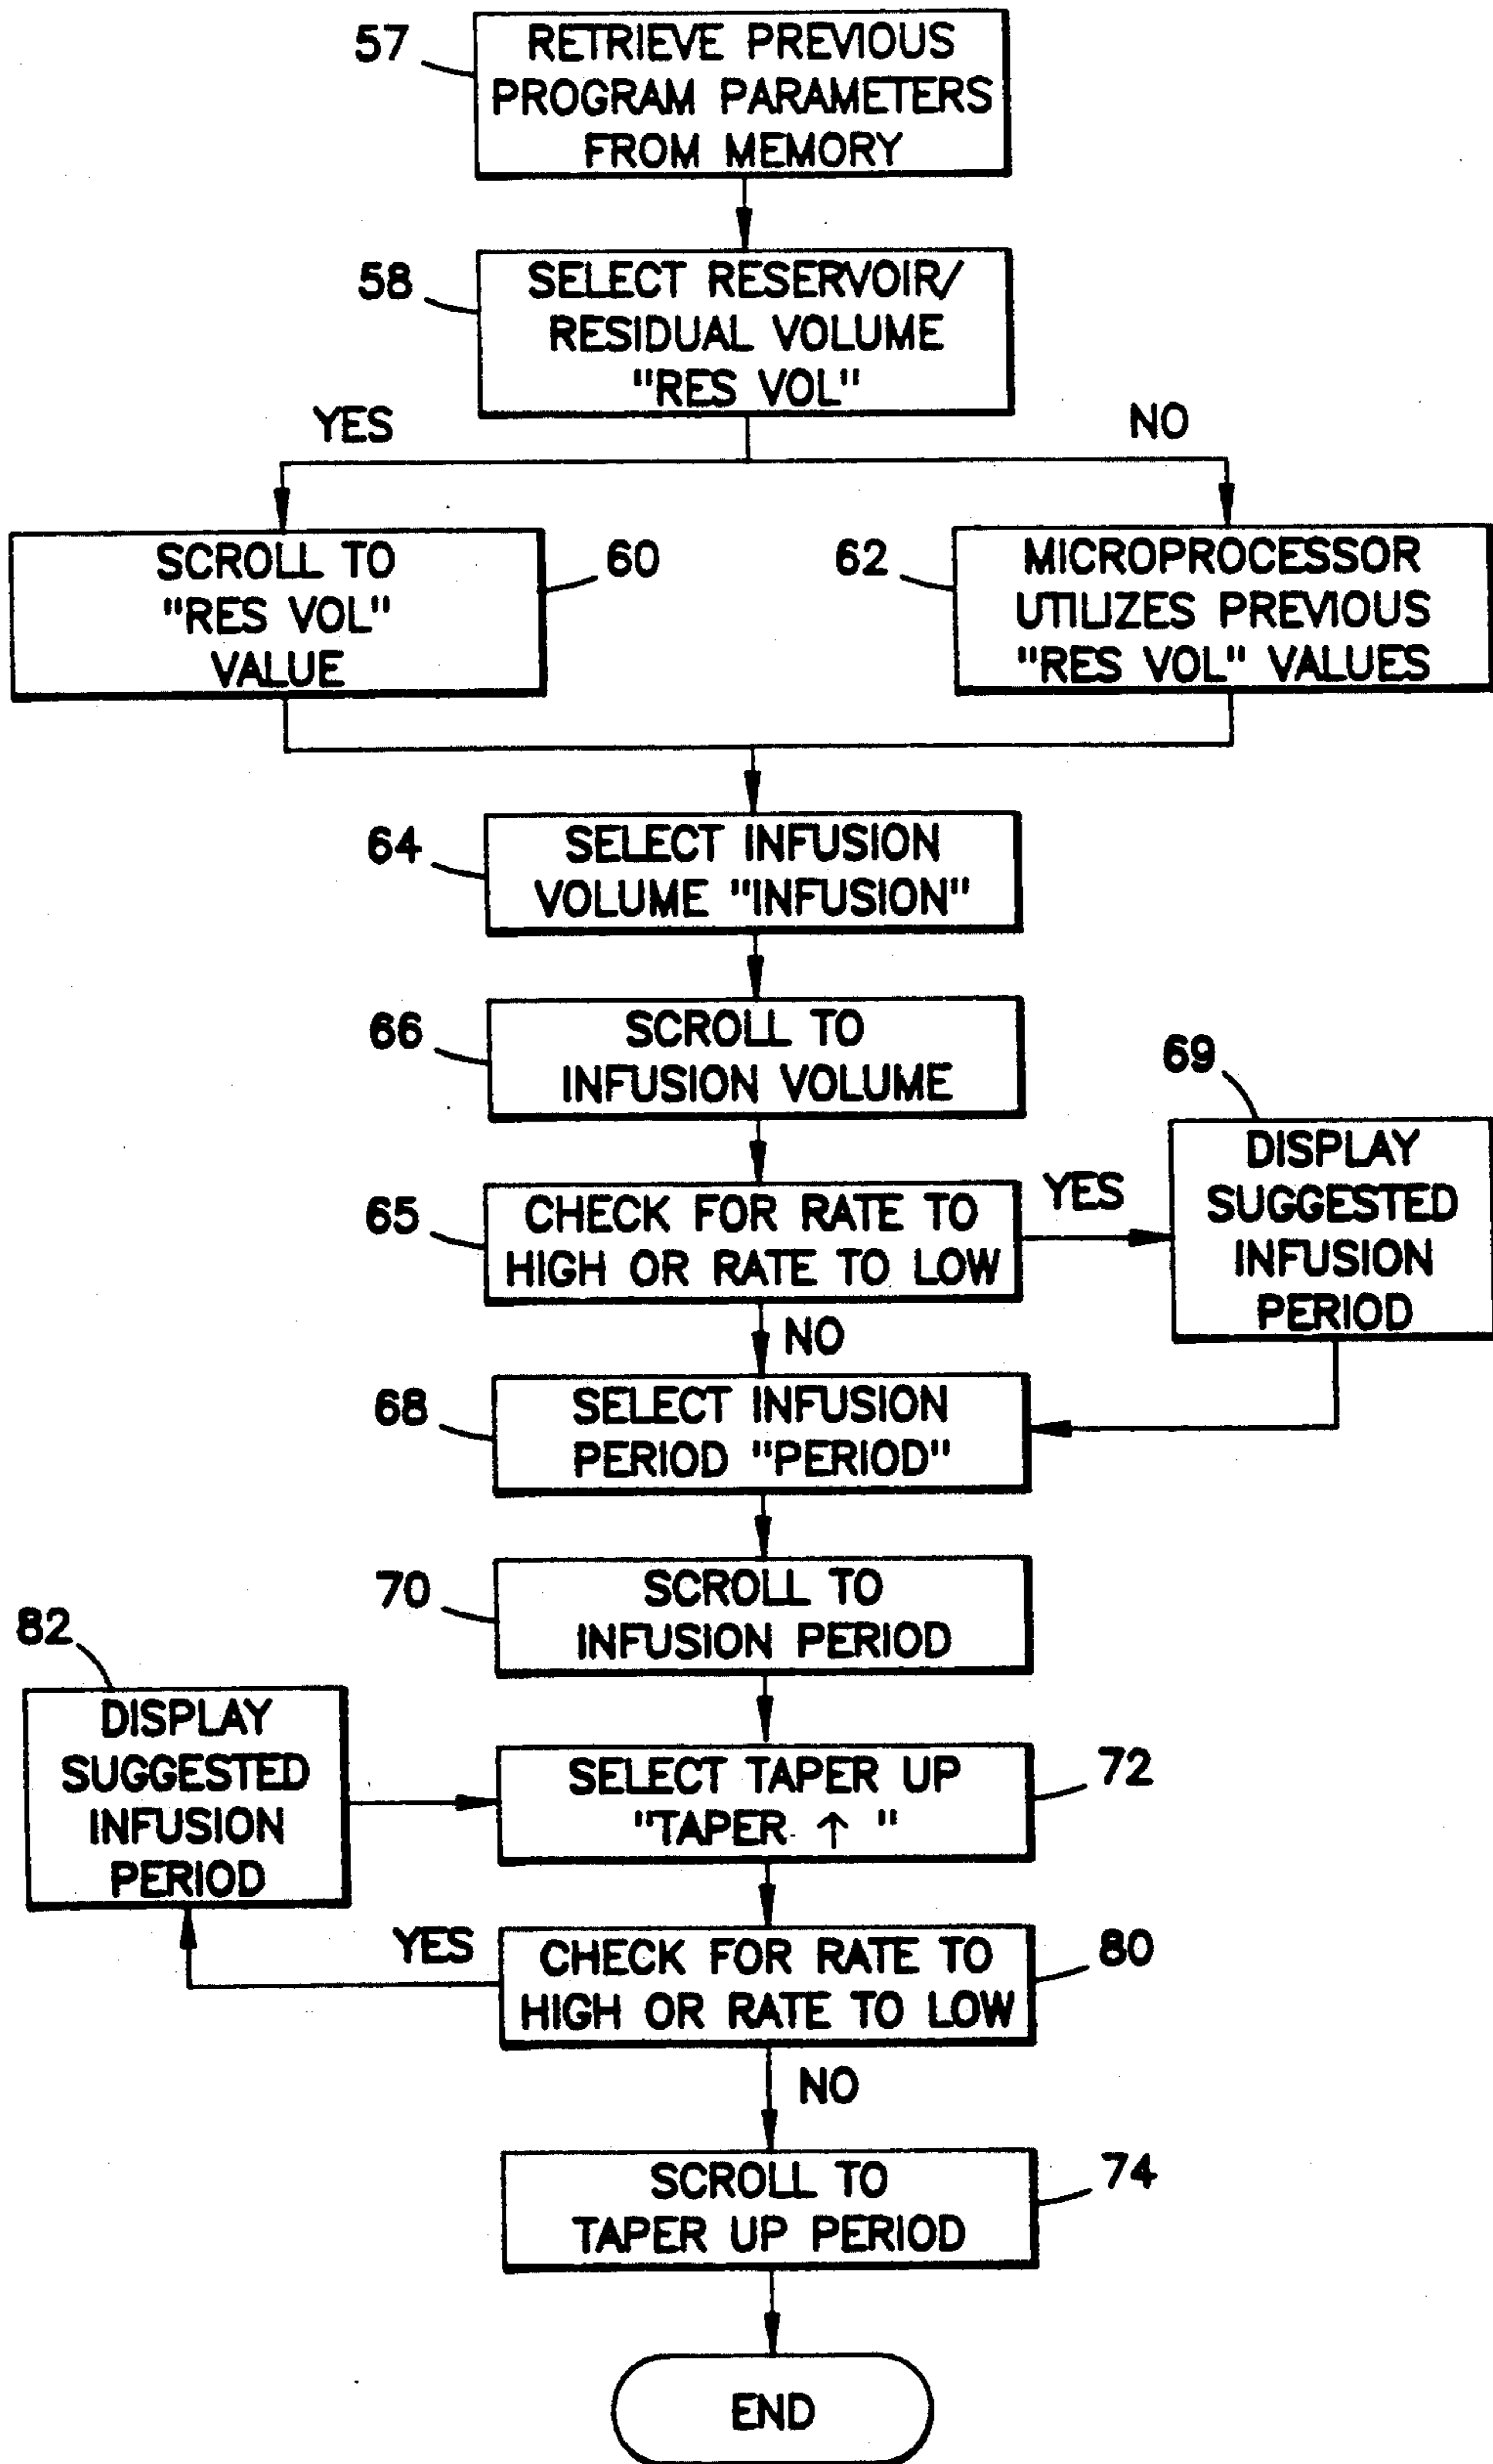 57
RETRIEVE PREVIOUS
PROGRAM PARAMETERS
FROM MEMORY
58
SELECT RESERVOIR/
RESIDUAL VOLUME
"RES VOL"
YES
NO
SCROLL TO
"RES VOL"
VALUE
60
62
MICROPROCESSOR
UTILIZES PREVIOUS
"RES VOL" VALUES
64
SELECT INFUSION
VOLUME "INFUSION"
66
SCROLL TO
INFUSION VOLUME
65
CHECK FOR RATE TO
HIGH OR RATE TO LOW
YES
69
DISPLAY
SUGGESTED
INFUSION
PERIOD
NO
68
SELECT INFUSION
PERIOD "PERIOD"
70
SCROLL TO
INFUSION PERIOD
82
DISPLAY
SUGGESTED
INFUSION
PERIOD
SELECT TAPER UP
"TAPER ↑ "
72
YES
CHECK FOR RATE TO
HIGH OR RATE TO LOW
80
NO
SCROLL TO
TAPER UP PERIOD
74
END